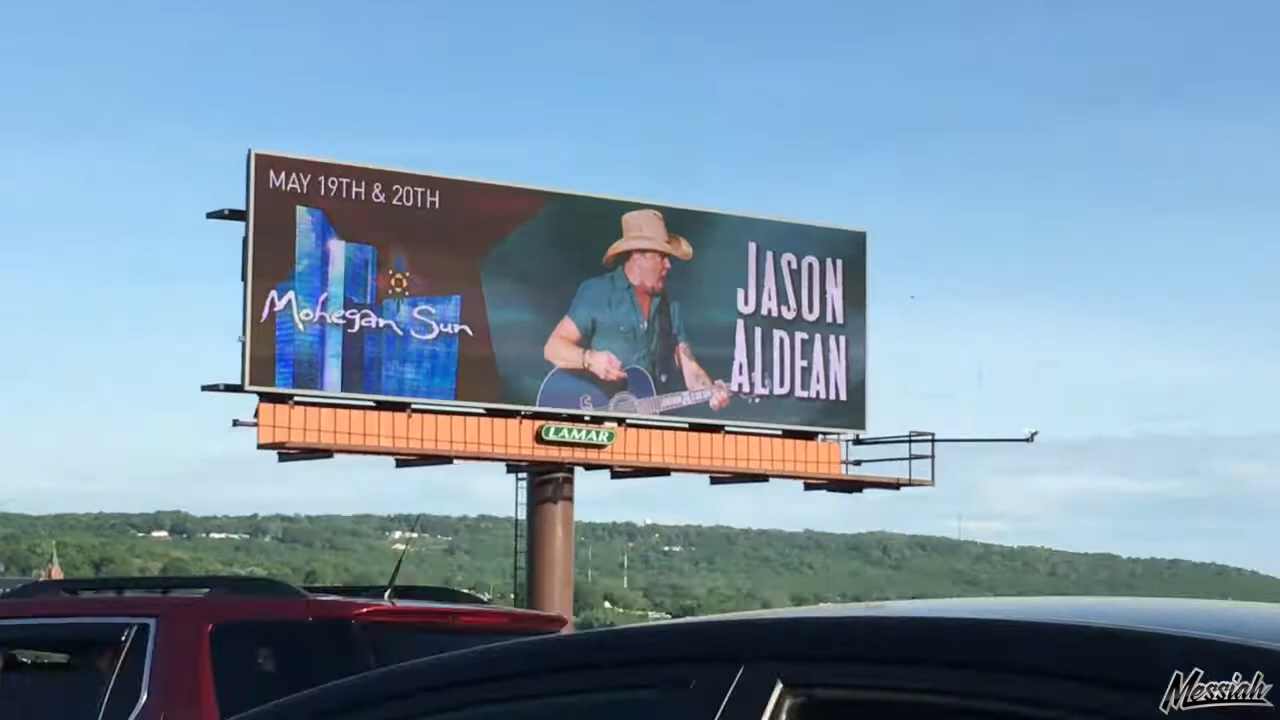 MAY 19TH & 20TH
Mohegan Sun
JASON
ALDEAN
LAMAR
Messiah